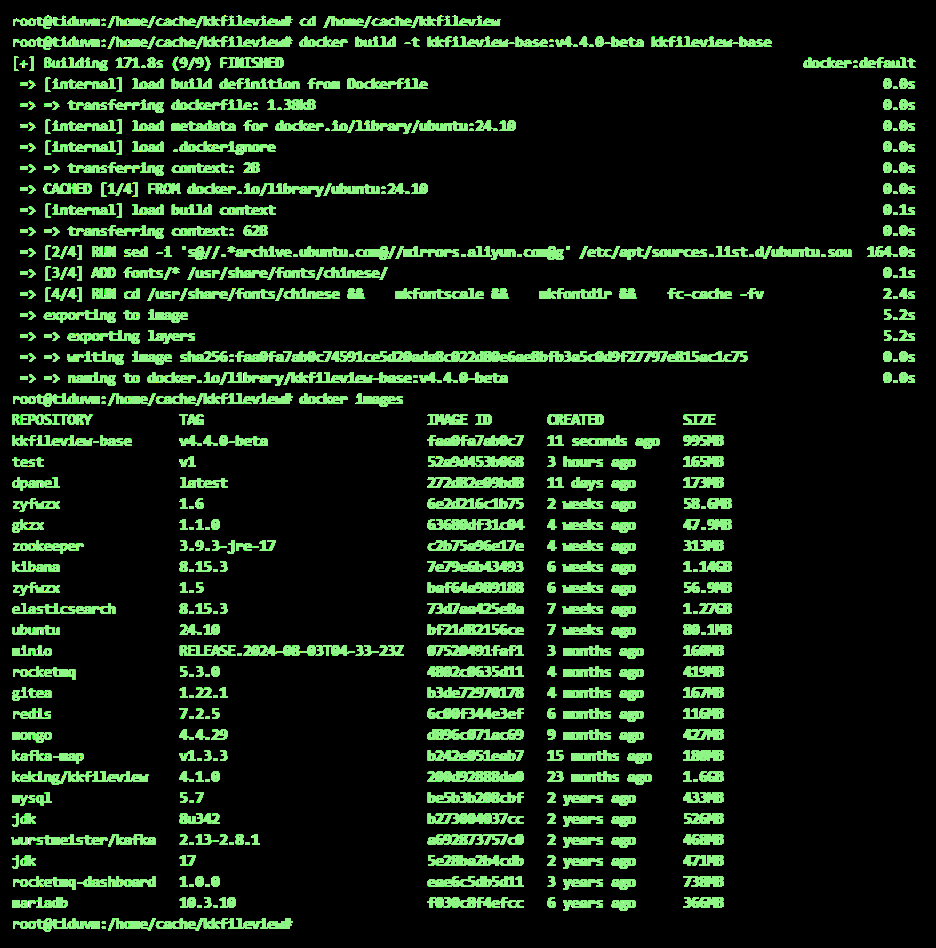 root@tiduvm:/home/cache/kkfileview# cd /home/cache/kkfileview
root@tiduvm:/home/cache/kkfileview# docker build -t kkfileview-base:v4.4.0-beta kkfileview-base
[+] Building 171.8s (9/9) FINISHED docker:default
=> [internal] load build definition from Dockerfile 0.0s
=> => transferring dockerfile: 1.38kB 0.0s
=> [internal] load metadata for docker.io/library/ubuntu:24.10 0.0s
=> [internal] load .dockerignore 0.0s
=> => transferring context: 2B 0.0s
=> CACHED [1/4] FROM docker.io/library/ubuntu:24.10 0.0s
=> [internal] load build context 0.1s
=> => transferring context: 62B 0.0s
=> [2/4] RUN sed -i 's@//.*archive.ubuntu.com@//mirrors.aliyun.com@g' /etc/apt/sources.list.d/ubuntu.sou 164.0s
=> [3/4] ADD fonts/* /usr/share/fonts/chinese/ 0.1s
=> [4/4] RUN cd /usr/share/fonts/chinese && mkfontscale && mkfontdir && fc-cache -fv 2.4s
=> exporting to image 5.2s
=> => exporting layers 5.2s
=> => writing image 0.0s
=> => naming to docker.io/library/kkfileview-base:v4.4.0-beta 0.0s
root@tiduvm:/home/cache/kkfileview# docker images
REPOSITORY TAG IMAGE ID CREATED SIZE
kkfileview-base v4.4.0-beta faa0fa7ab0c7 11 seconds ago 995MB
test v1 52a9d453b068 3 hours ago 165MB
dpanel latest 272d82e09bd8 11 days ago 173MB
zyfwzx 1.6 6e2d216c1b75 2 weeks ago 58.6MB
gkzx 1.1.0 63680df31c04 4 weeks ago 47.9MB
zookeeper 3.9.3-jre-17 c2b75a96e17e 4 weeks ago 313MB
kibana 8.15.3 7e79e6b43493 6 weeks ago 1.14GB
zyfwzx 1.5 baf64a989188 6 weeks ago 56.9MB
elasticsearch 8.15.3 73d7aa425e8a 7 weeks ago 1.27GB
ubuntu 24.10 bf21d82156ce 7 weeks ago 80.1MB
minio RELEASE.2024-08-03T04-33-23Z 07520491faf1 3 months ago 160MB
rocketmq 5.3.0 4802c0635d11 4 months ago 419MB
gitea 1.22.1 b3de72970178 4 months ago 167MB
redis 7.2.5 6c00f344e3ef 6 months ago 116MB
mongo 4.4.29 d896c071ac69 9 months ago 427MB
kafka-map v1.3.3 b242e051eab7 15 months ago 180MB
keking/kkfileview 4.1.0 200d92888da0 23 months ago 1.6GB
mysql 5.7 be5b3b208cbf 2 years ago 433MB
jdk 8u342 b273004037cc 2 years ago 526MB
wurstmeister/kafka 2.13-2.8.1 a692873757c0 2 years ago 468MB
jdk 17 5e28ba2b4cdb 2 years ago 471MB
rocketmq-dashboard 1.0.0 eae6c5db5d11 3 years ago 738MB
mariadb 10.3.10 f030c8f4efcc 6 years ago 366MB
root@tiduvm:/home/cache/kkfileview#